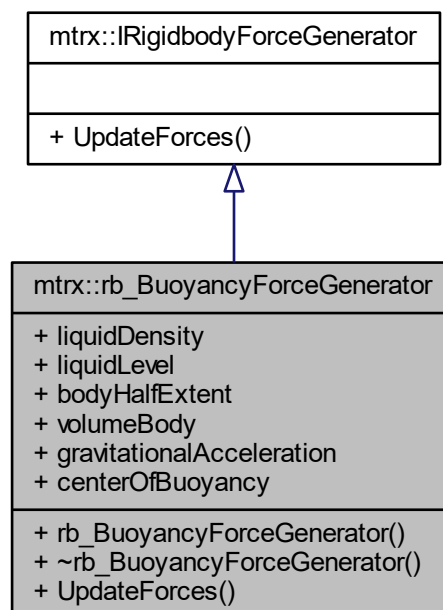 mtrx::IRigidbodyForceGenerator
+ UpdateForces()
mtrx::rb_BuoyancyForceGenerator
+ liquidDensity
+ liquidLevel
+ bodyHalfExtent
+ volumeBody
+ gravitationalAcceleration
+ centerOfBuoyancy
+ rb_BuoyancyForceGenerator()
+ ~rb_BuoyancyForceGenerator()
+ UpdateForces()